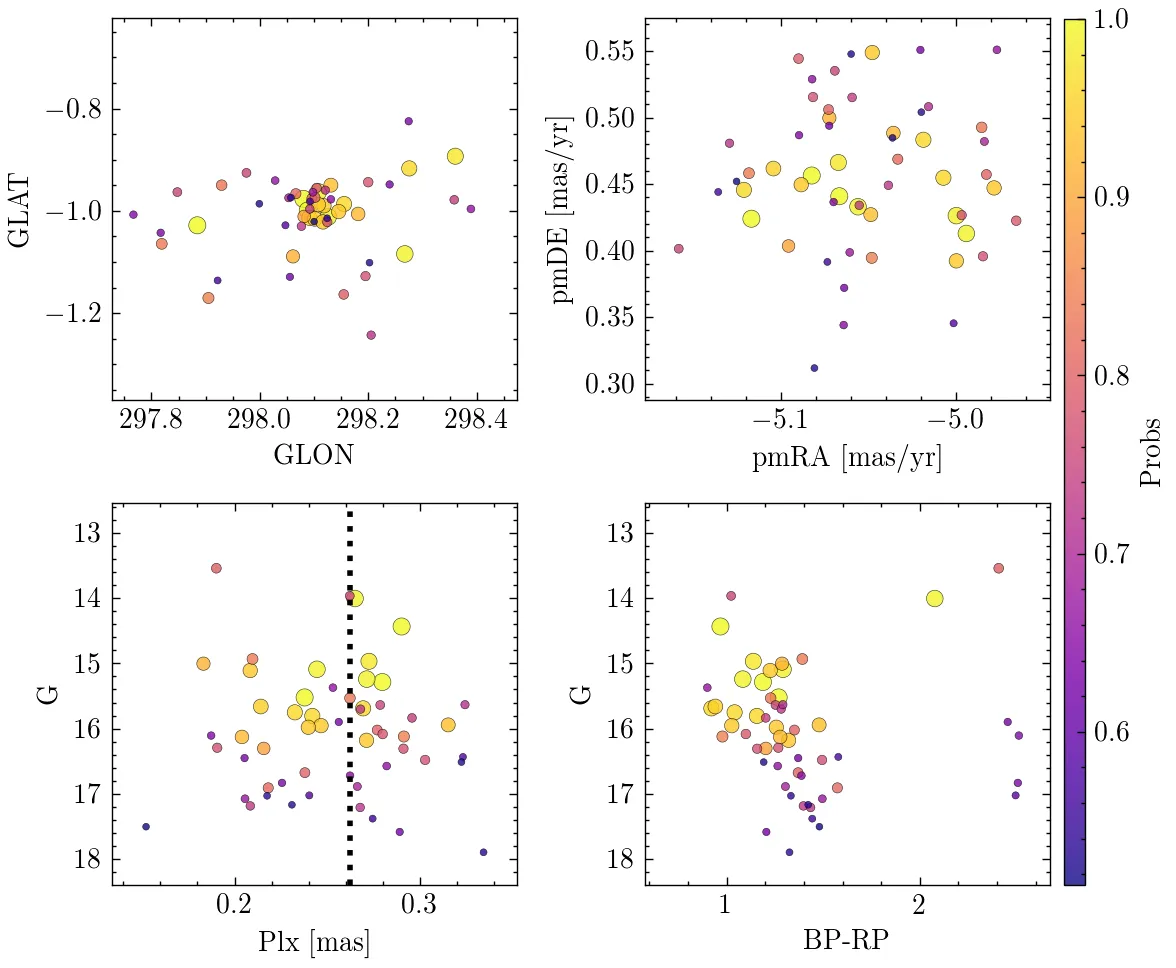 −0.8
−1.0
−1.2
GLAT
297.8 298.0 298.2 298.4
GLON
0.55
0.50
0.45
0.40
0.35
0.30
pmDE [mas/yr]
−5.1 −5.0
pmRA [mas/yr]
1.0
0.9
0.8
0.7
0.6
Probs
13
14
15
16
17
18
G
0.2 0.3
Plx [mas]
13
14
15
16
17
18
G
1 2
BP-RP